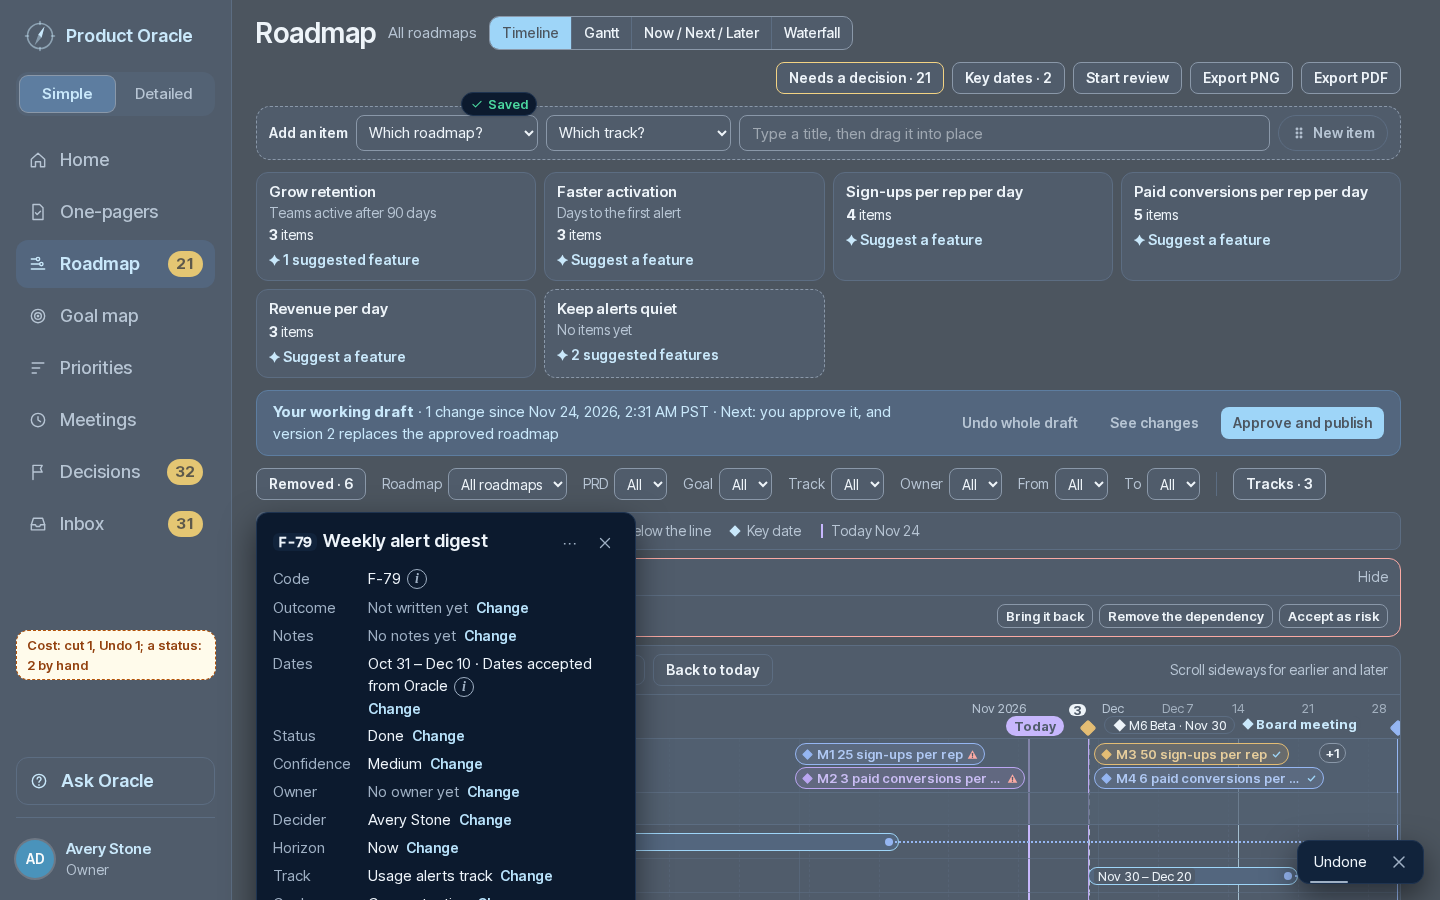 Product Oracle
Simple
Detailed
Home
One-pagers
Roadmap
21
Goal map
Priorities
Meetings
Decisions
32
Inbox
31
Cost: cut 1, Undo 1; a status:
2 by hand
Ask Oracle
AD
Avery Stone
Owner
Roadmap
All roadmaps
Timeline
Gantt
Now / Next / Later
Waterfall
Needs a decision · 21
Key dates · 2
Start review
Export PNG
Export PDF
Saved
Add an item
Which roadmap?
Which track?
Type a title, then drag it into place
New item
Grow retention
Teams active after 90 days
3 items
1 suggested feature
Faster activation
Days to the first alert
3 items
Suggest a feature
Sign-ups per rep per day
4 items
Suggest a feature
Paid conversions per rep per day
5 items
Suggest a feature
Revenue per day
3 items
Suggest a feature
Keep alerts quiet
No items yet
2 suggested features
Your working draft · 1 change since Nov 24, 2026, 2:31 AM PST · Next: you approve it, and
version 2 replaces the approved roadmap
Undo whole draft
See changes
Approve and publish
Removed · 6
Roadmap
All roadmaps
PRD
All
Goal
All
Track
All
Owner
All
From
All
To
All
Tracks · 3
elow the line
Key date
Today Nov 24
Hide
Bring it back
Remove the dependency
Accept as risk
Back to today
Scroll sideways for earlier and later
Nov 2026
3
Dec
Dec 7
14
21
28
Today
M6 Beta · Nov 30
Board meeting
M1 25 sign-ups per rep
M3 50 sign-ups per rep
+1
M2 3 paid conversions per ...
M4 6 paid conversions per ...
Nov 30 – Dec 20
F-79 Weekly alert digest
Code
F-79
Outcome
Not written yet
Change
Notes
No notes yet
Change
Dates
Oct 31 – Dec 10 · Dates accepted
from Oracle
Change
Status
Done
Change
Confidence
Medium
Change
Owner
No owner yet
Change
Decider
Avery Stone
Change
Horizon
Now
Change
Track
Usage alerts track
Change
Undone